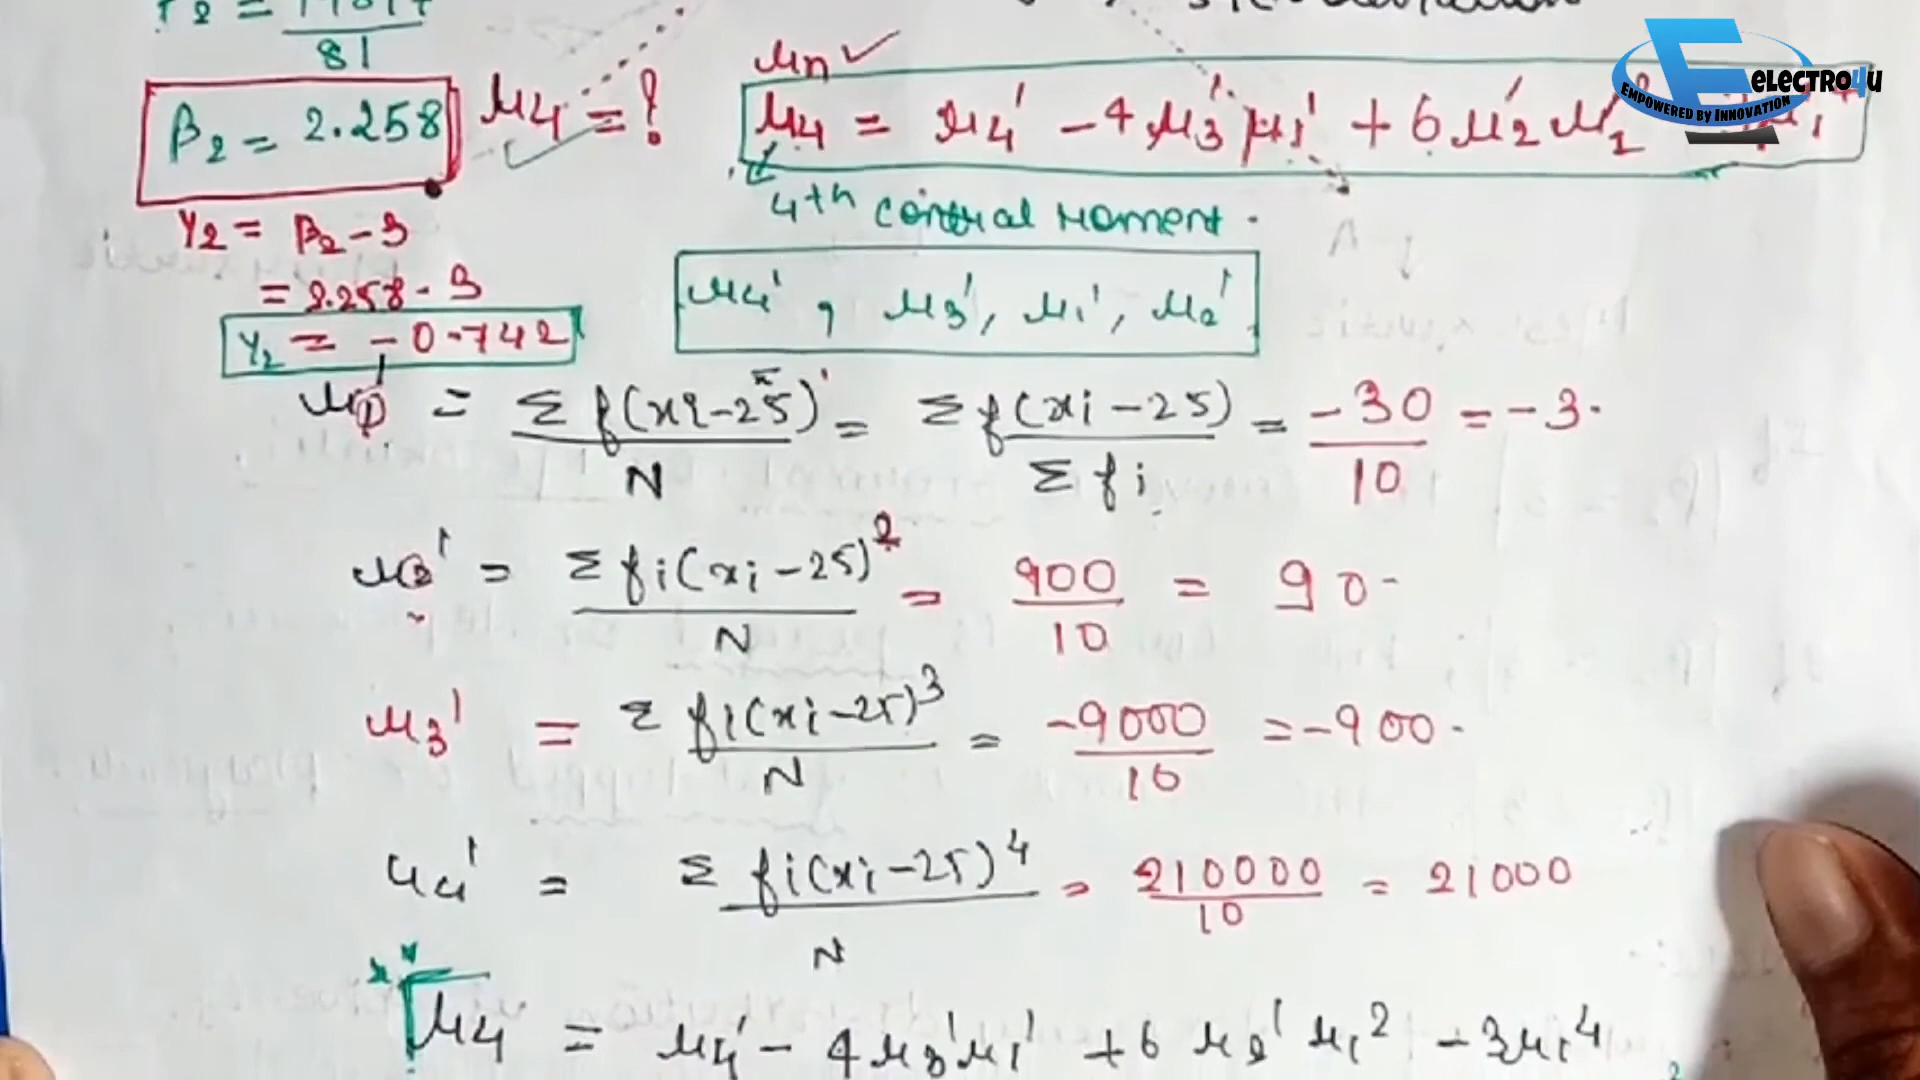 81
μn ✓
β2 = 2.258 μ4 = ? μ4 = μ4' - 4μ3'μ1' + 6μ2'μ1'
4th central Moment.
γ2 = β2 - 3
= 2.258 - 3
γ2 = -0.742
μ4', μ3', μ1', μ2'
μ1' = Σf(xi-25)' / N = Σf(xi-25) / Σfi = -30/10 = -3.
μ2' = Σfi(xi-25)² / N = 900/10 = 90
μ3' = Σfi(xi-25)³ / N = -9000/10 = -900.
μ4' = Σfi(xi-25)⁴ / N = 210000/10 = 21000
μ4 = μ4' - 4μ3'μ1' + 6μ2'μ1² - 3μ1⁴
ELECTRO4U
EMPOWERED by INNOVATION